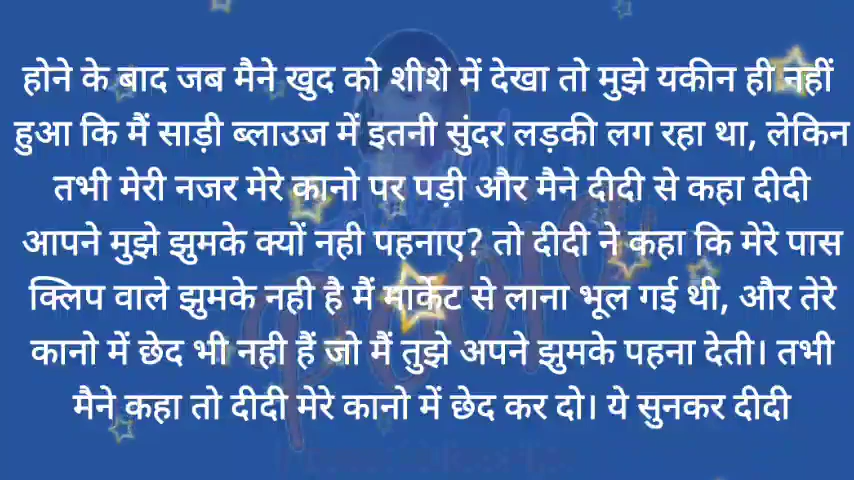 होने के बाद जब मैने खुद को शीशे में देखा तो मुझे यकीन ही नहीं
हुआ कि मैं साड़ी ब्लाउज में इतनी सुंदर लड़की लग रहा था, लेकिन
तभी मेरी नजर मेरे कानो पर पड़ी और मैने दीदी से कहा दीदी
आपने मुझे झुमके क्यों नही पहनाए? तो दीदी ने कहा कि मेरे पास
क्लिप वाले झुमके नही है मैं मार्केट से लाना भूल गई थी, और तेरे
कानो में छेद भी नही हैं जो मैं तुझे अपने झुमके पहना देती। तभी
मैने कहा तो दीदी मेरे कानो में छेद कर दो। ये सुनकर दीदी